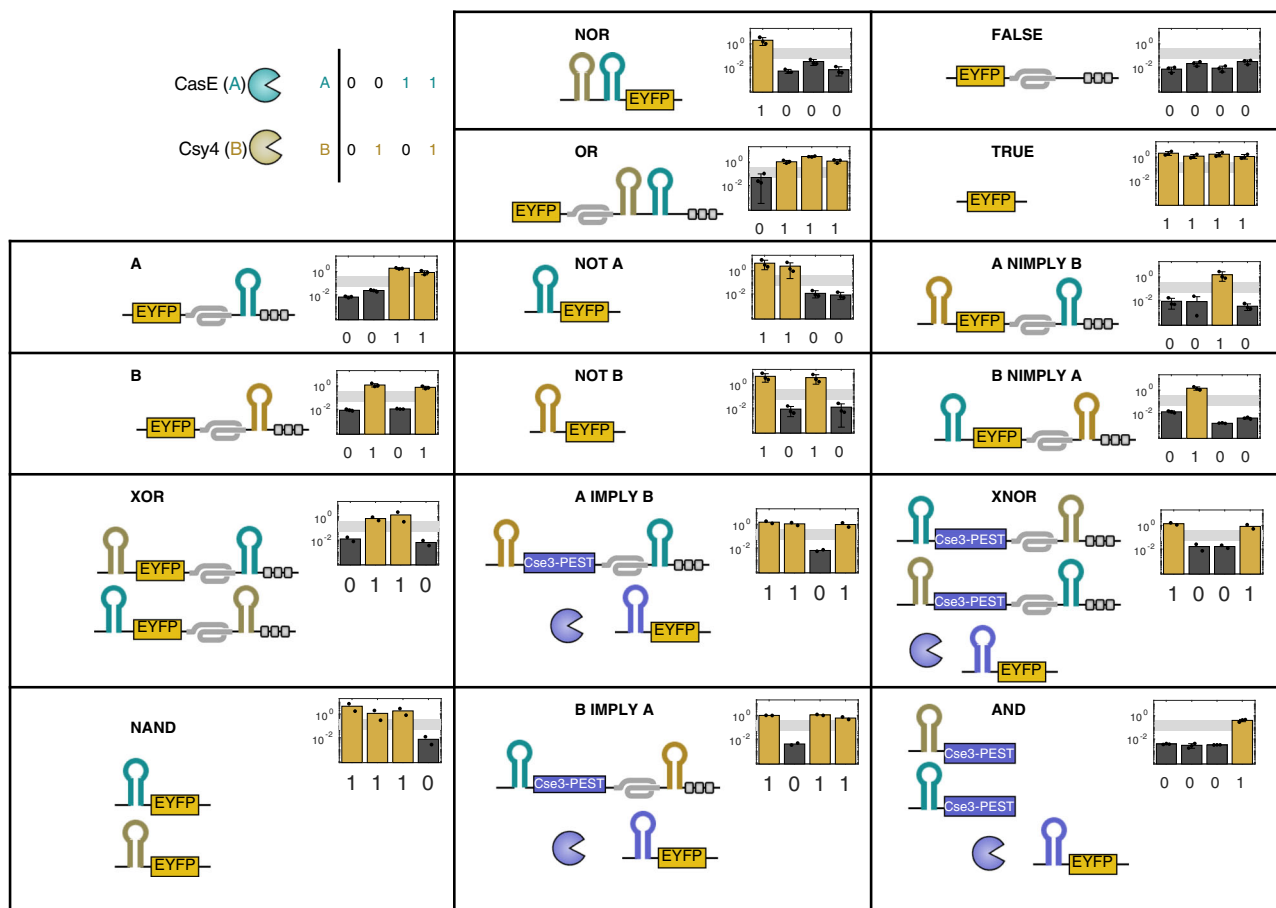 CasE (A)
A 0 0 1 1
Csy4 (B)
B 0 1 0 1
NOR
EYFP
10^0
10^-2
1 0 0 0
FALSE
EYFP
10^0
10^-2
0 0 0 0
OR
EYFP
10^0
10^-2
0 1 1 1
TRUE
EYFP
10^0
10^-2
1 1 1 1
A
EYFP
10^0
10^-2
0 0 1 1
NOT A
EYFP
10^0
10^-2
1 1 0 0
A NIMPLY B
EYFP
10^0
10^-2
0 0 1 0
B
EYFP
10^0
10^-2
0 1 0 1
NOT B
EYFP
10^0
10^-2
1 0 1 0
B NIMPLY A
EYFP
10^0
10^-2
0 1 0 0
XOR
EYFP
EYFP
10^0
10^-2
0 1 1 0
A IMPLY B
Cse3-PEST
EYFP
10^0
10^-2
1 1 0 1
XNOR
Cse3-PEST
Cse3-PEST
EYFP
10^0
10^-2
1 0 0 1
NAND
EYFP
EYFP
10^0
10^-2
1 1 1 0
B IMPLY A
Cse3-PEST
EYFP
10^0
10^-2
1 0 1 1
AND
Cse3-PEST
Cse3-PEST
EYFP
10^0
10^-2
0 0 0 1